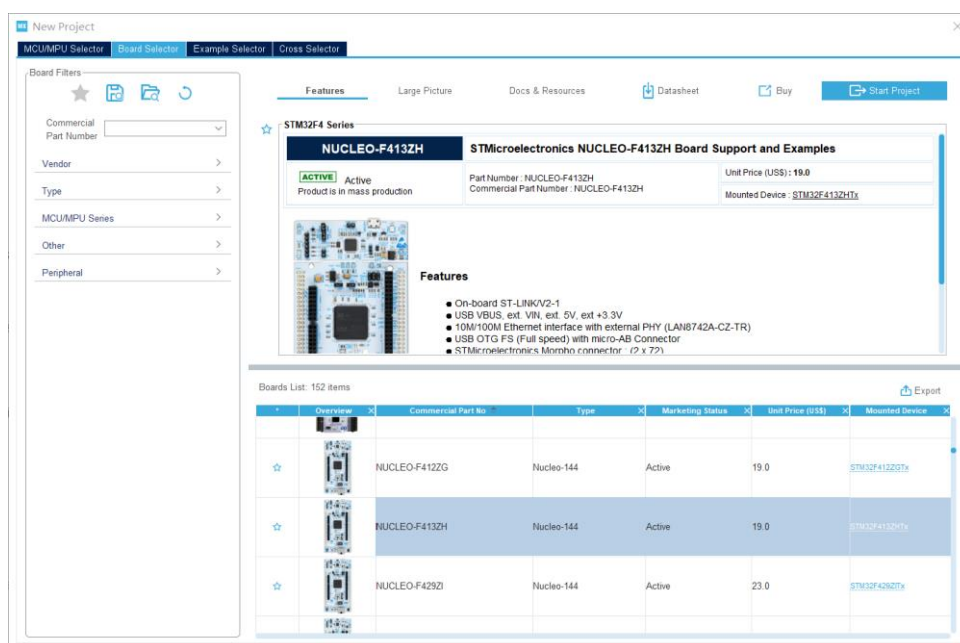 New Project
MCU/MPU Selector Board Selector Example Selector Cross Selector
Board Filters
Commercial
Part Number
Vendor
Type
MCU/MPU Series
Other
Peripheral
Features Large Picture Docs & Resources Datasheet Buy Start Project
STM32F4 Series
NUCLEO-F413ZH STMicroelectronics NUCLEO-F413ZH Board Support and Examples
ACTIVE Active
Product is in mass production
Part Number : NUCLEO-F413ZH
Commercial Part Number : NUCLEO-F413ZH
Unit Price (US$) : 19.0
Mounted Device : STM32F413ZHTx
Features
● On-board ST-LINK/V2-1
● USB VBUS, ext. VIN, ext. 5V, ext +3.3V
● 10M/100M Ethernet interface with external PHY (LAN8742A-CZ-TR)
● USB OTG FS (Full speed) with micro-AB Connector
● STMicroelectronics Morpho connector : (2 x 72)
Boards List: 152 items
Export
* Overview Commercial Part No Type Marketing Status Unit Price (US$) Mounted Device
NUCLEO-F412ZG Nucleo-144 Active 19.0 STM32F412ZGTx
NUCLEO-F413ZH Nucleo-144 Active 19.0 STM32F413ZHTx
NUCLEO-F429ZI Nucleo-144 Active 23.0 STM32F429ZITx